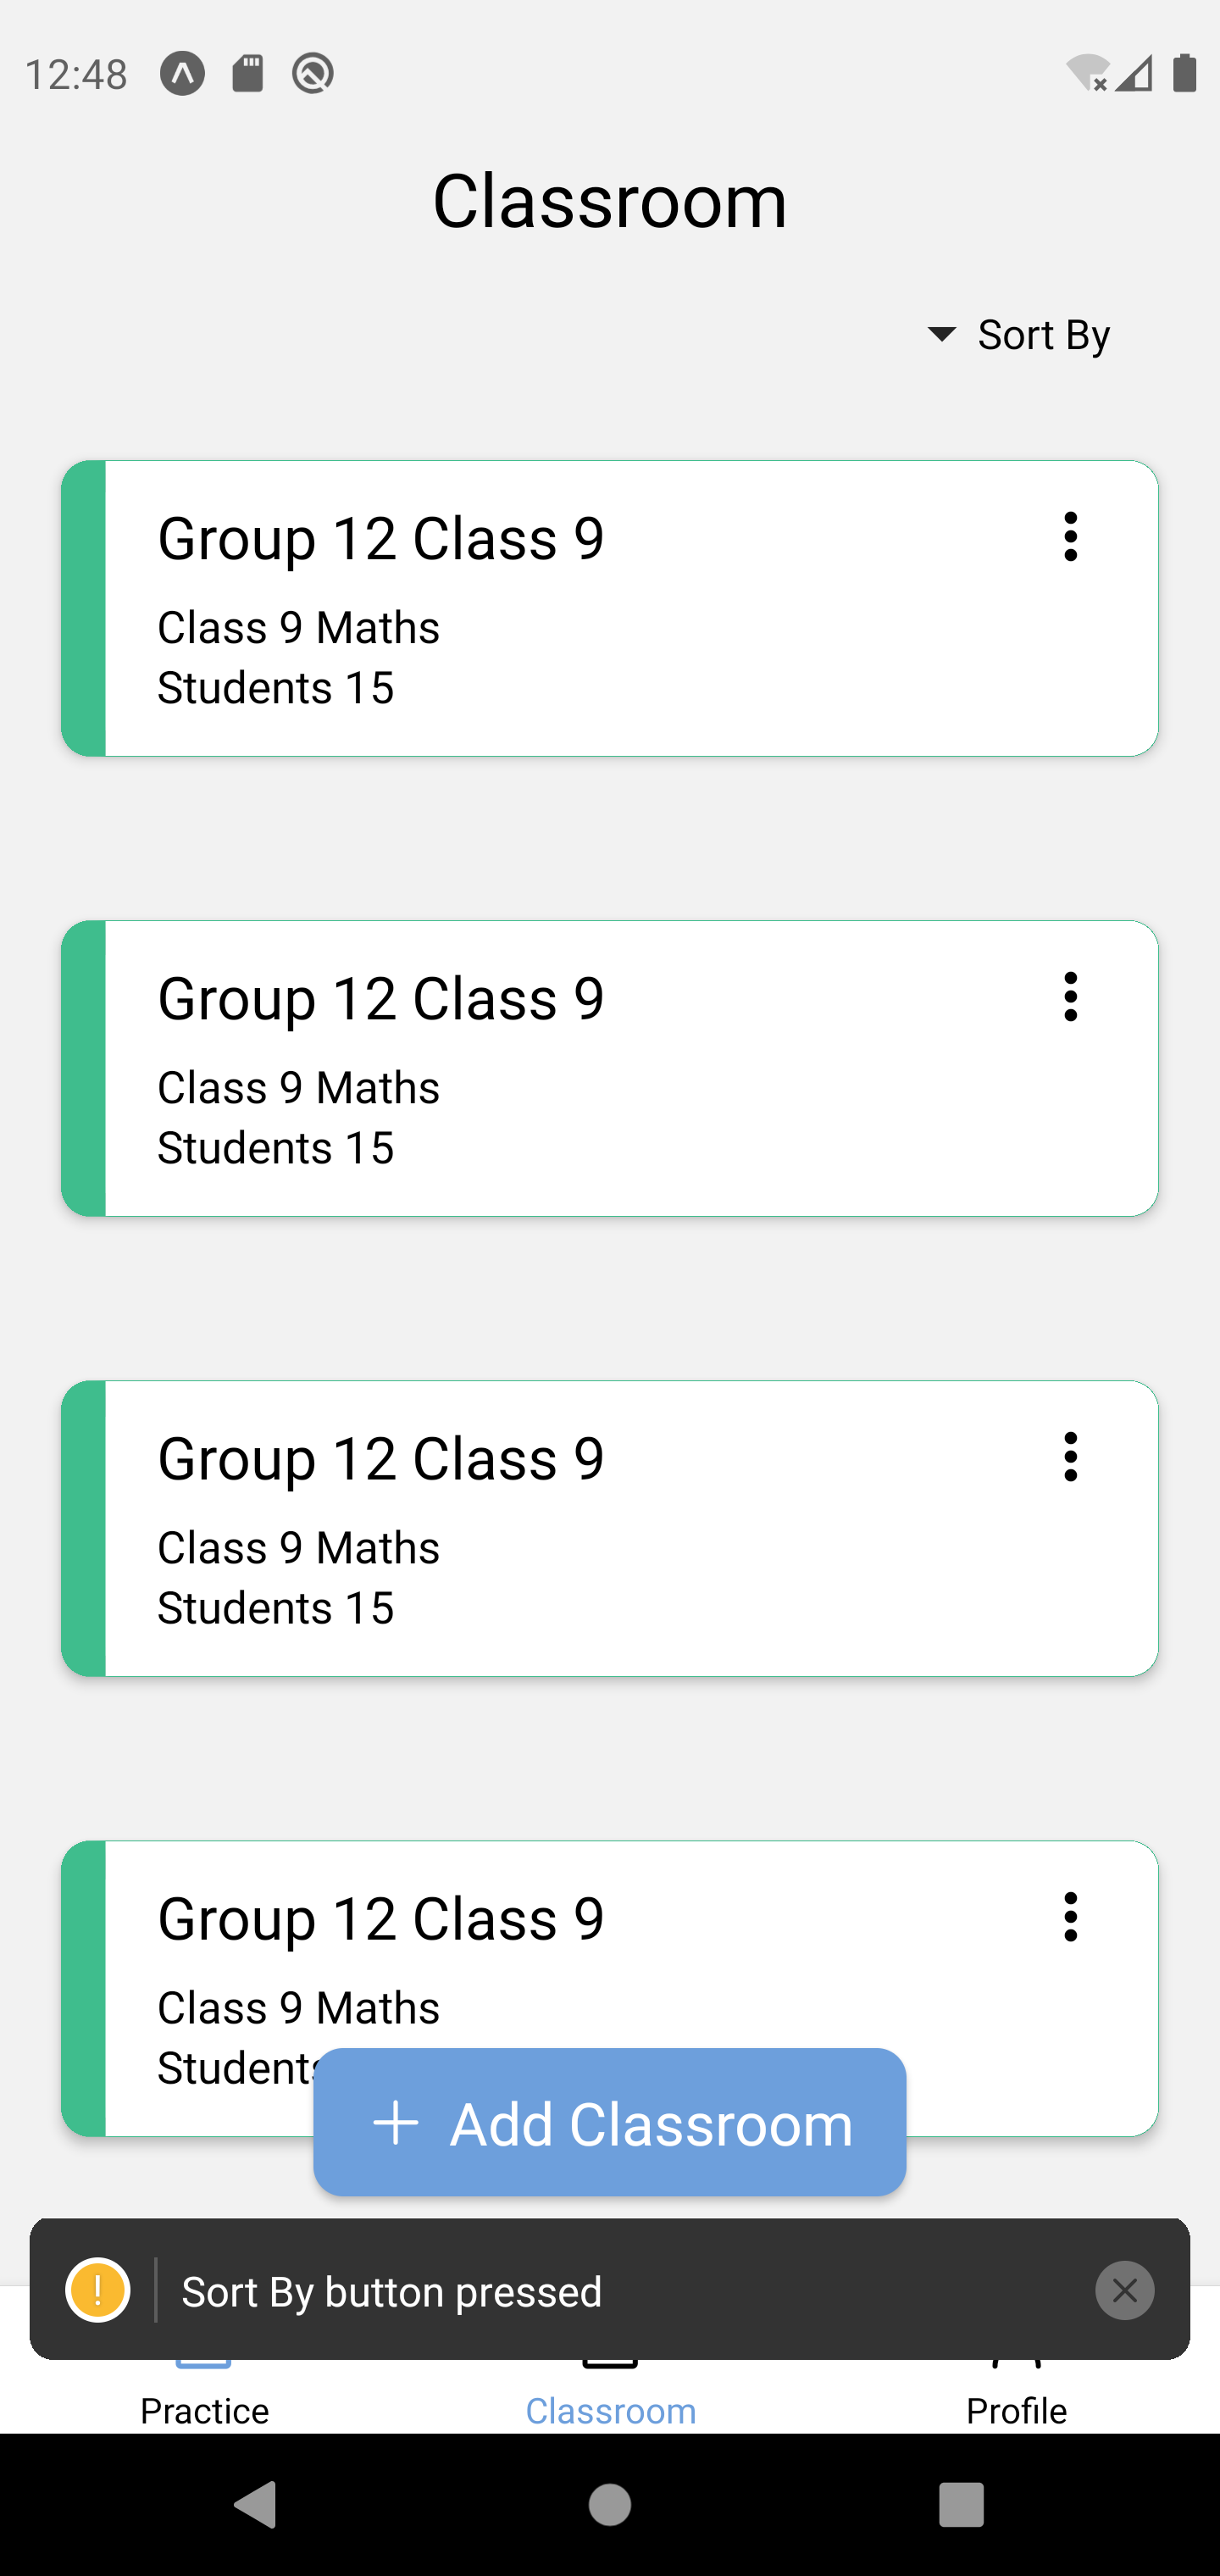 12:48
Classroom
Sort By
Group 12 Class 9
Class 9 Maths
Students 15
Group 12 Class 9
Class 9 Maths
Students 15
Group 12 Class 9
Class 9 Maths
Students 15
Group 12 Class 9
Class 9 Maths
Students
+ Add Classroom
Sort By button pressed
Practice
Classroom
Profile